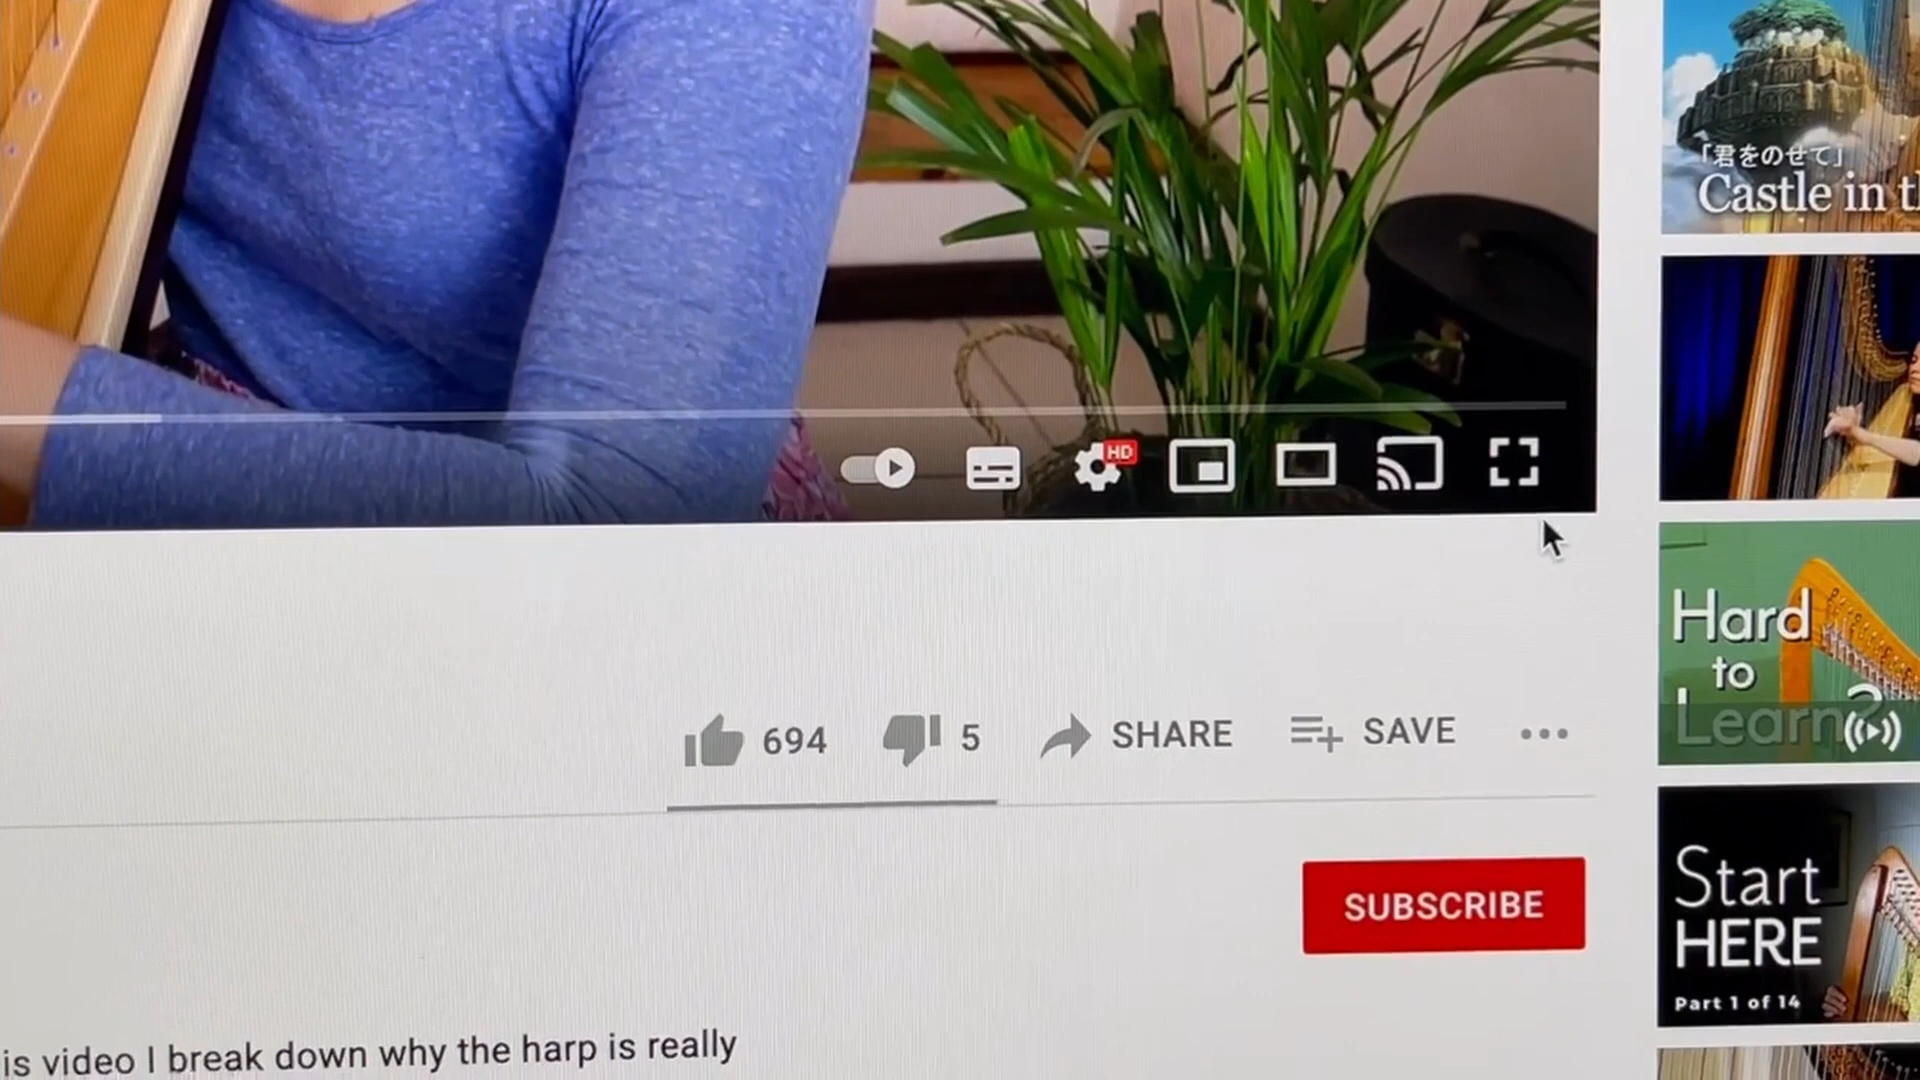 HD
694
5
SHARE
SAVE
SUBSCRIBE
is video I break down why the harp is really
「君をのせて」
Castle in
Hard
to
Learn?
Start
HERE
Part 1 of 14